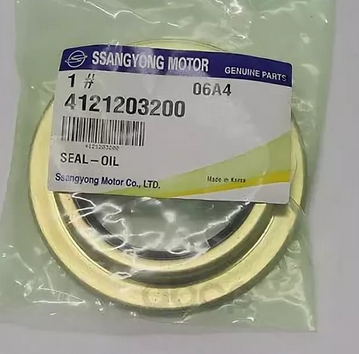 SSANGYONG MOTOR
GENUINE PARTS
1 # 06A4
4121203200
4121203200
SEAL-OIL
Ssangyong Motor Co., LTD. Made in Korea